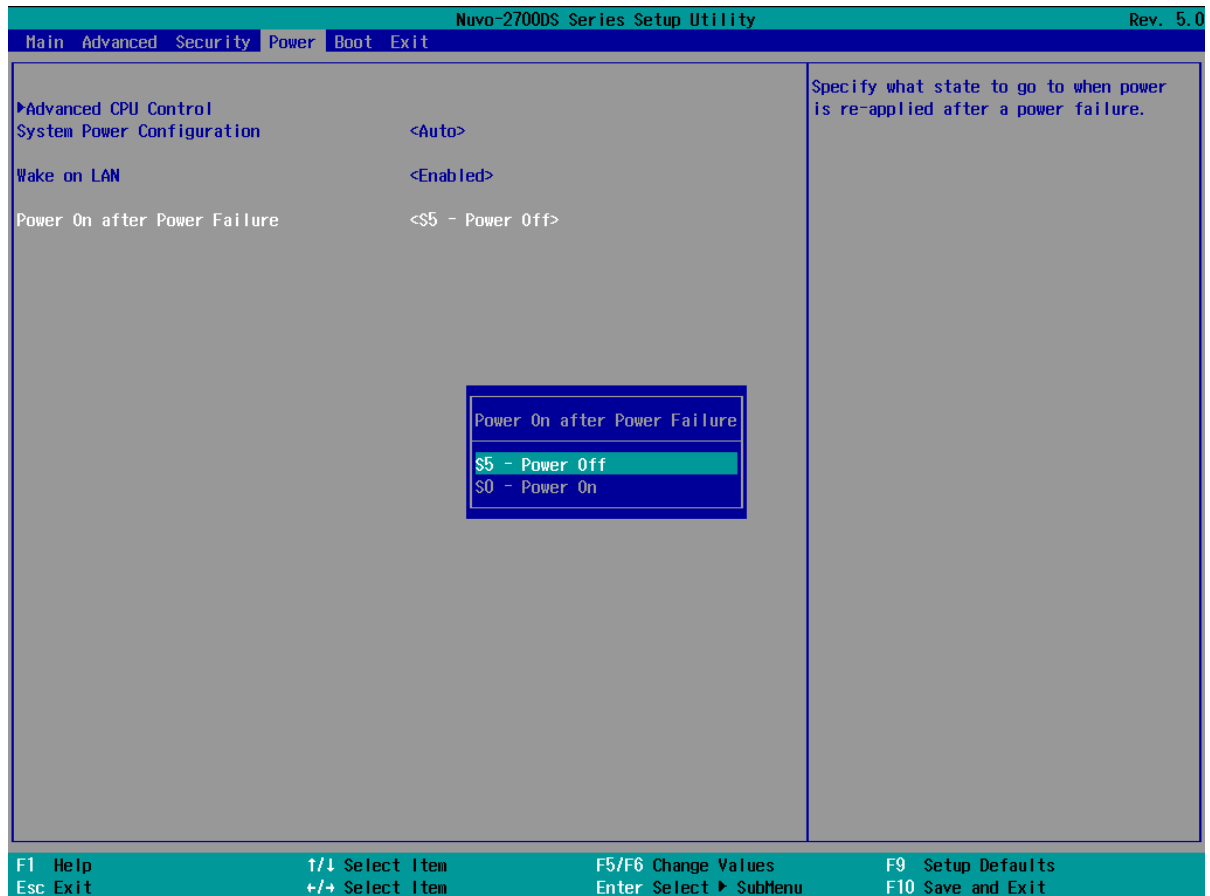 Nuvo-2700DS Series Setup Utility Rev. 5.0
Main Advanced Security Power Boot Exit
▶Advanced CPU Control
System Power Configuration <Auto>
Wake on LAN <Enabled>
Power On after Power Failure <S5 - Power Off>
Specify what state to go to when power
is re-applied after a power failure.
Power On after Power Failure
S5 - Power Off
S0 - Power On
F1 Help ↑/↓ Select Item F5/F6 Change Values F9 Setup Defaults
Esc Exit ←/→ Select Item Enter Select ▶ SubMenu F10 Save and Exit